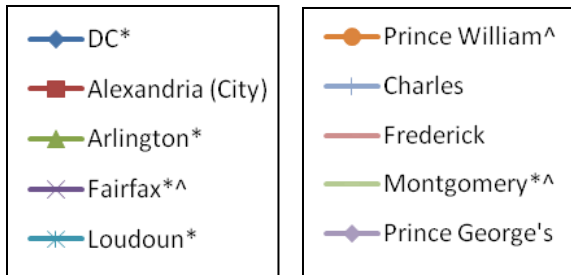 DC*
Alexandria (City)
Arlington*
Fairfax*^
Loudoun*
Prince William^
Charles
Frederick
Montgomery*^
Prince George's